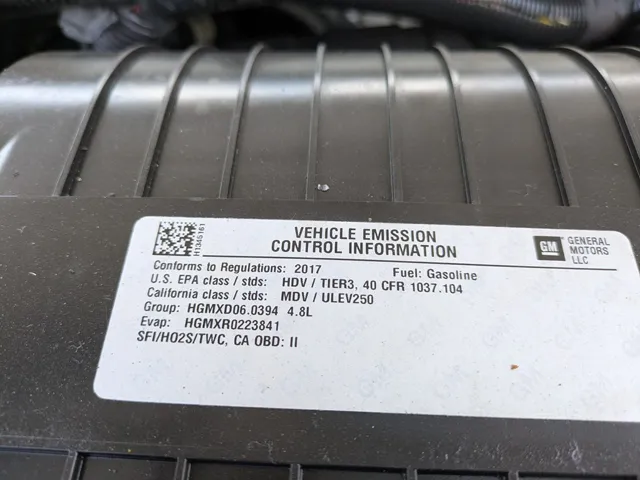 VEHICLE EMISSION
CONTROL INFORMATION
GM GENERAL
MOTORS
LLC
H1345161
Conforms to Regulations: 2017 Fuel: Gasoline
U.S. EPA class / stds: HDV / TIER3, 40 CFR 1037.104
California class / stds: MDV / ULEV250
Group: HGMXD06.0394 4.8L
Evap: HGMXR0223841
SFI/HO2S/TWC, CA OBD: II